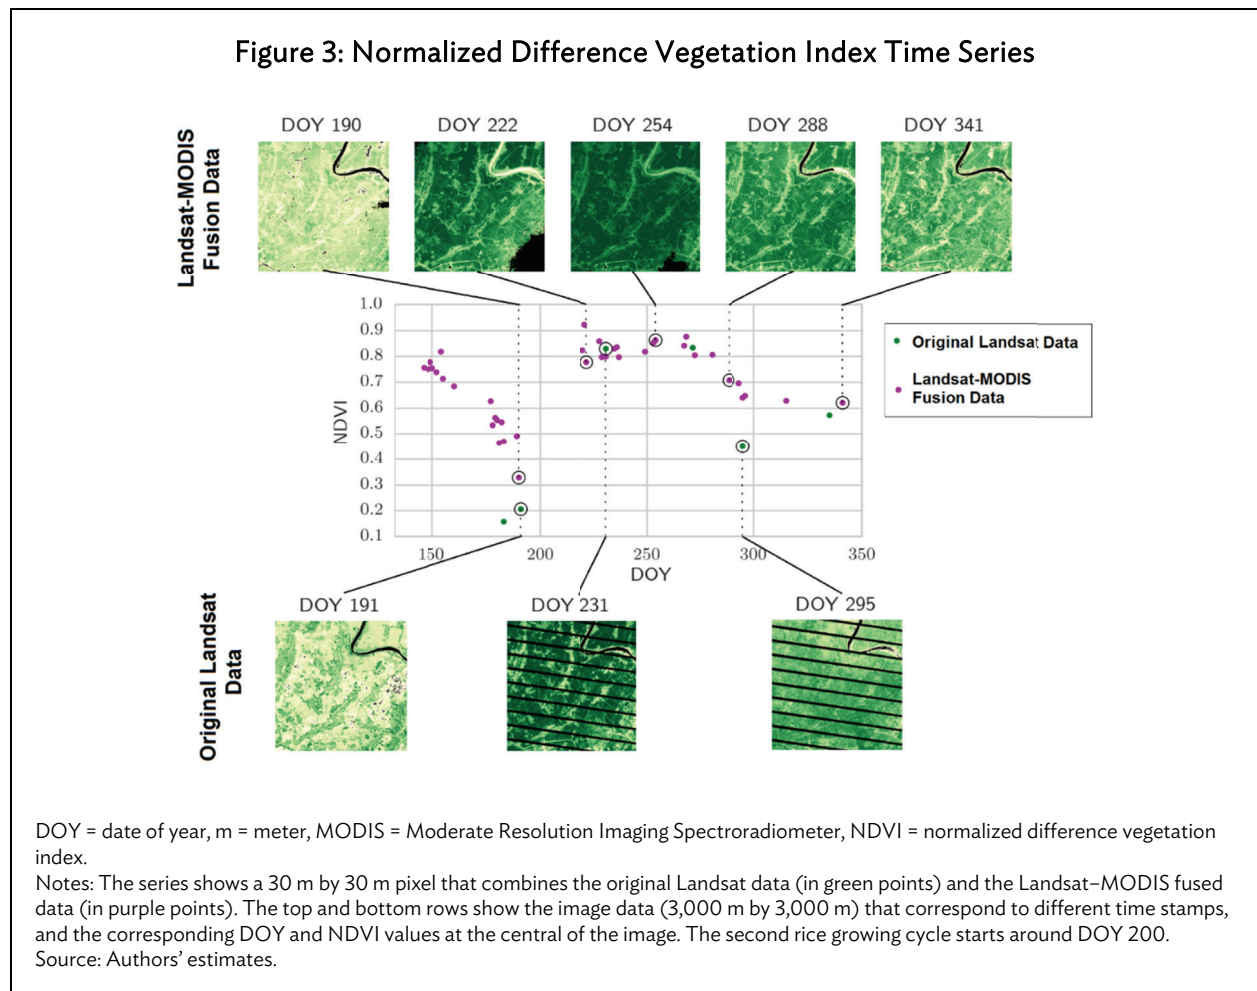 Figure 3: Normalized Difference Vegetation Index Time Series
Landsat-MODIS
Fusion Data
DOY 190
DOY 222
DOY 254
DOY 288
DOY 341
1.0
0.9
0.8
0.7
0.6
0.5
0.4
0.3
0.2
0.1
NDVI
150
200
250
300
350
DOY
Original Landsat Data
Landsat-MODIS
Fusion Data
Original Landsat
Data
DOY 191
DOY 231
DOY 295
DOY = date of year, m = meter, MODIS = Moderate Resolution Imaging Spectroradiometer, NDVI = normalized difference vegetation
index.
Notes: The series shows a 30 m by 30 m pixel that combines the original Landsat data (in green points) and the Landsat–MODIS fused
data (in purple points). The top and bottom rows show the image data (3,000 m by 3,000 m) that correspond to different time stamps,
and the corresponding DOY and NDVI values at the central of the image. The second rice growing cycle starts around DOY 200.
Source: Authors' estimates.